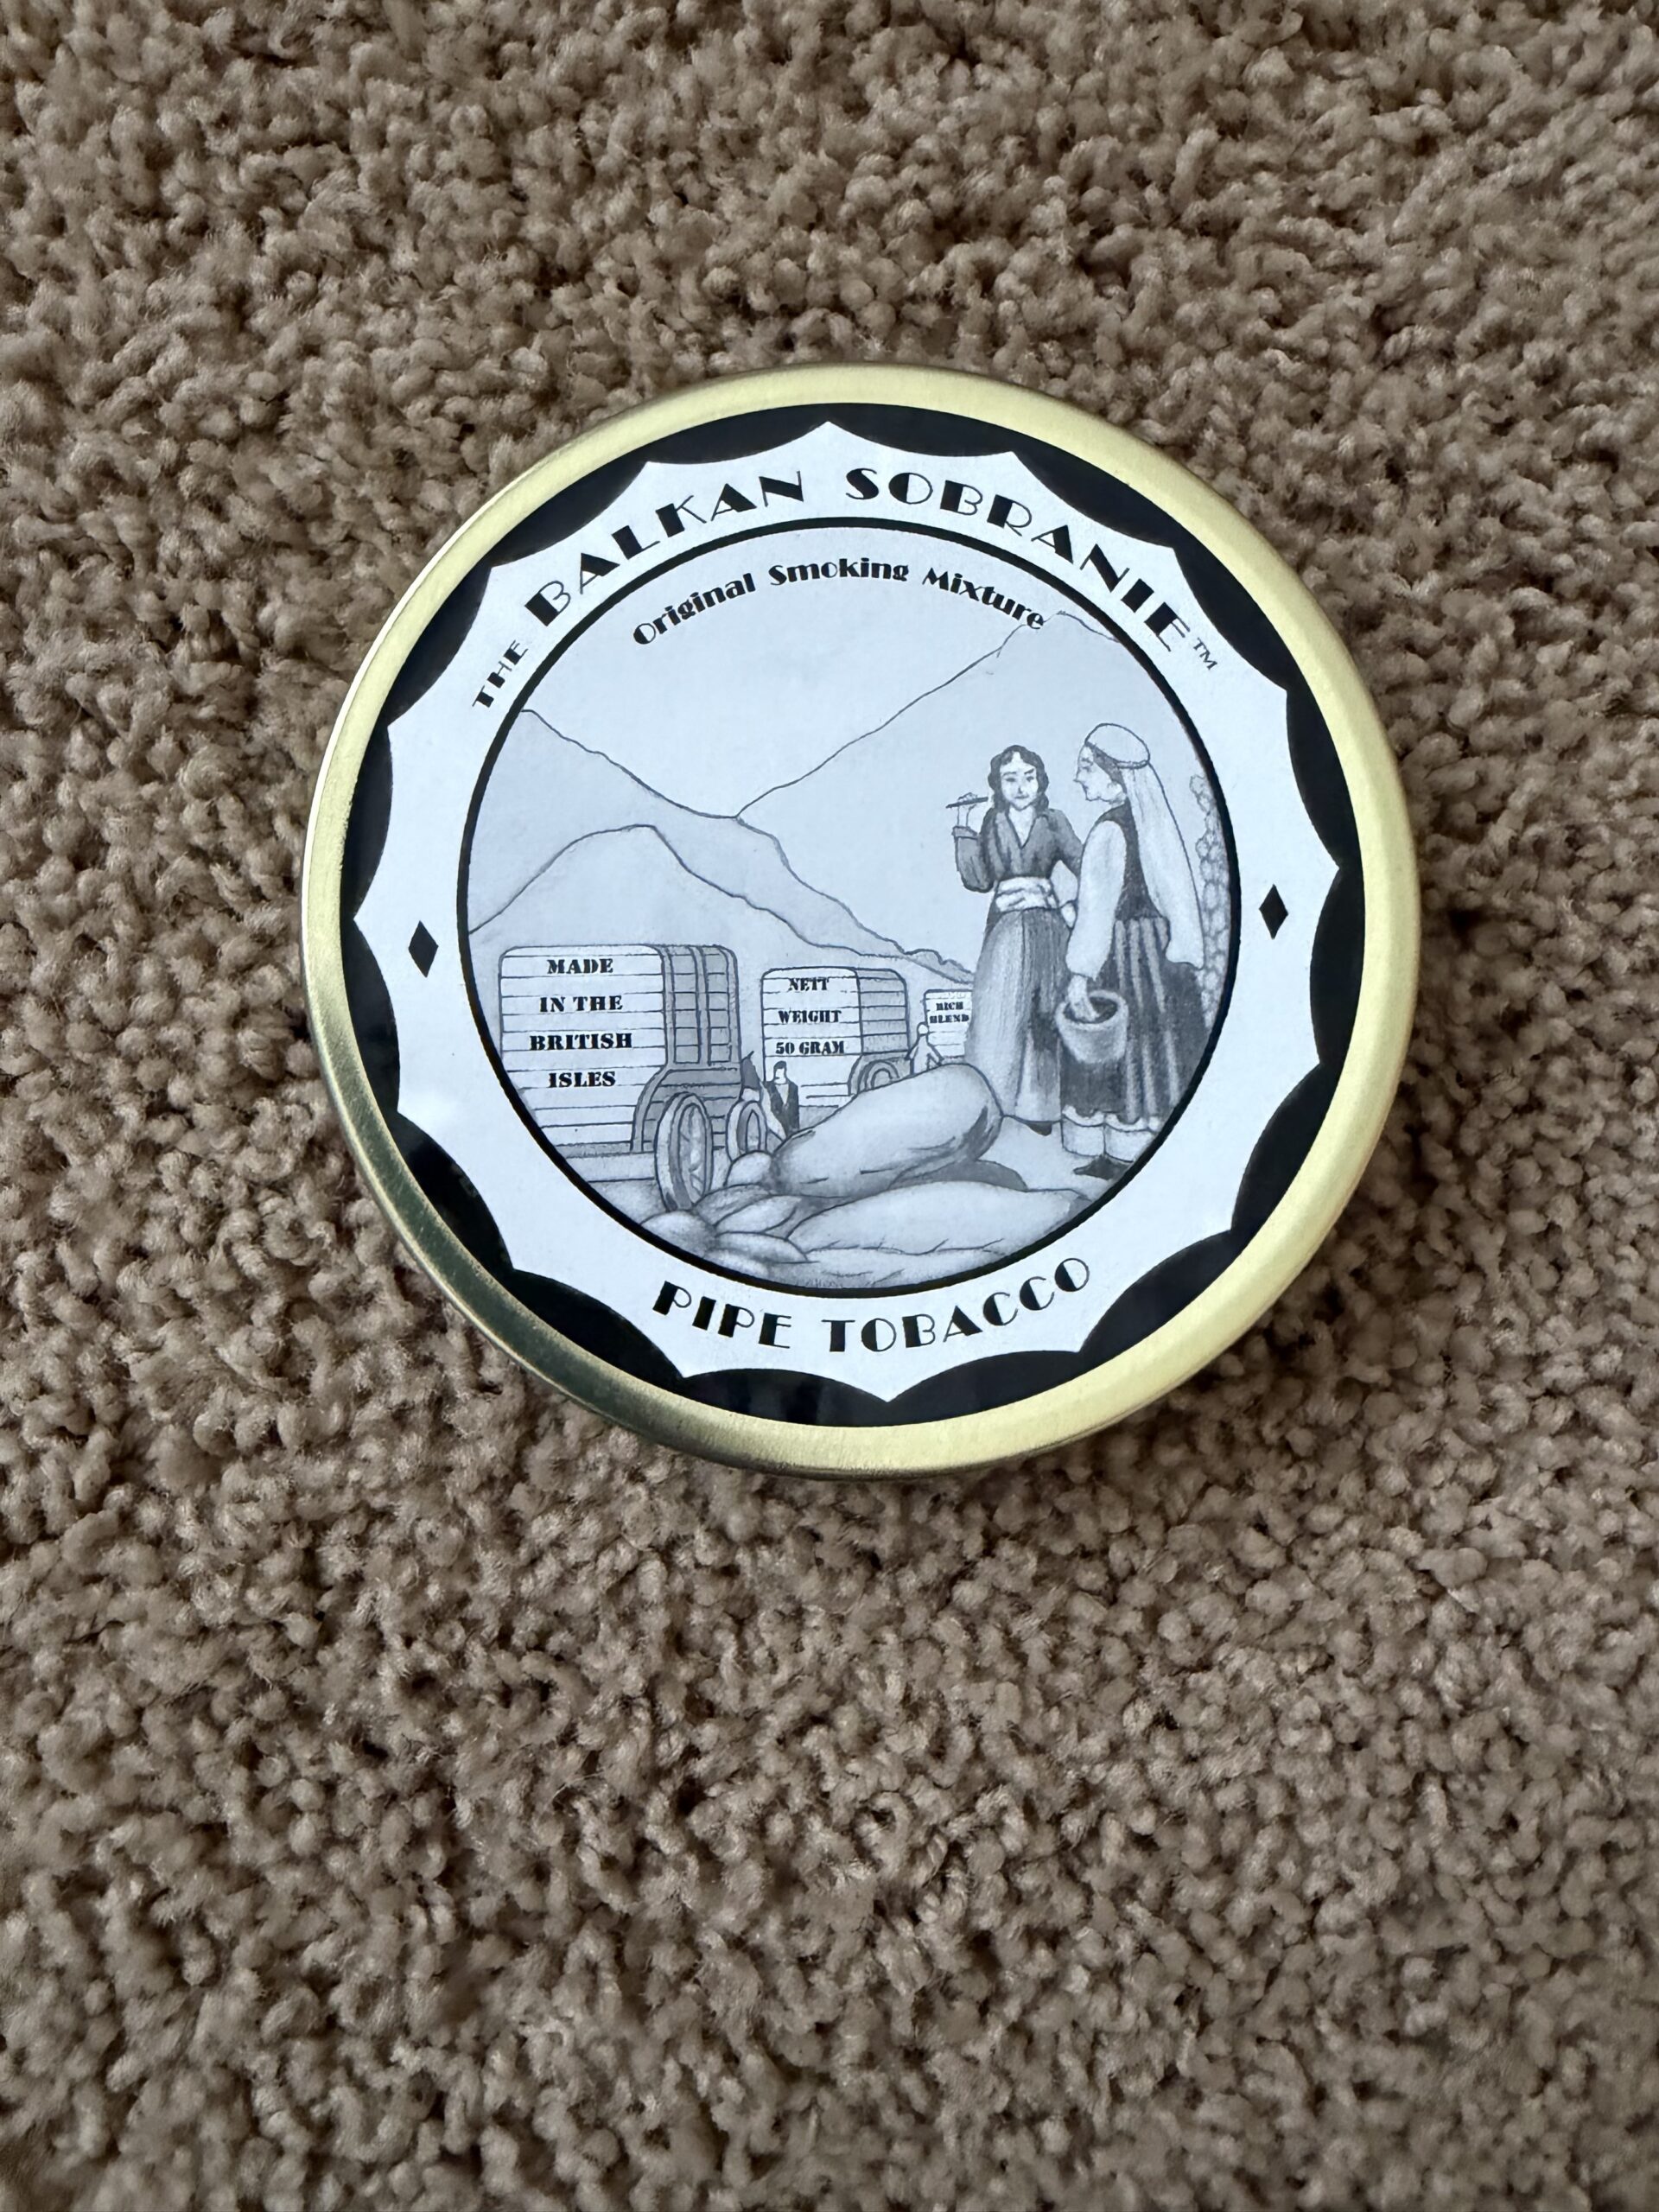 THE BALKAN SOBRANIE™
Original Smoking Mixture
MADE
IN THE
BRITISH
ISLES
NETT
WEIGHT
50 GRAM
RICH
BLEND
PIPE TOBACCO